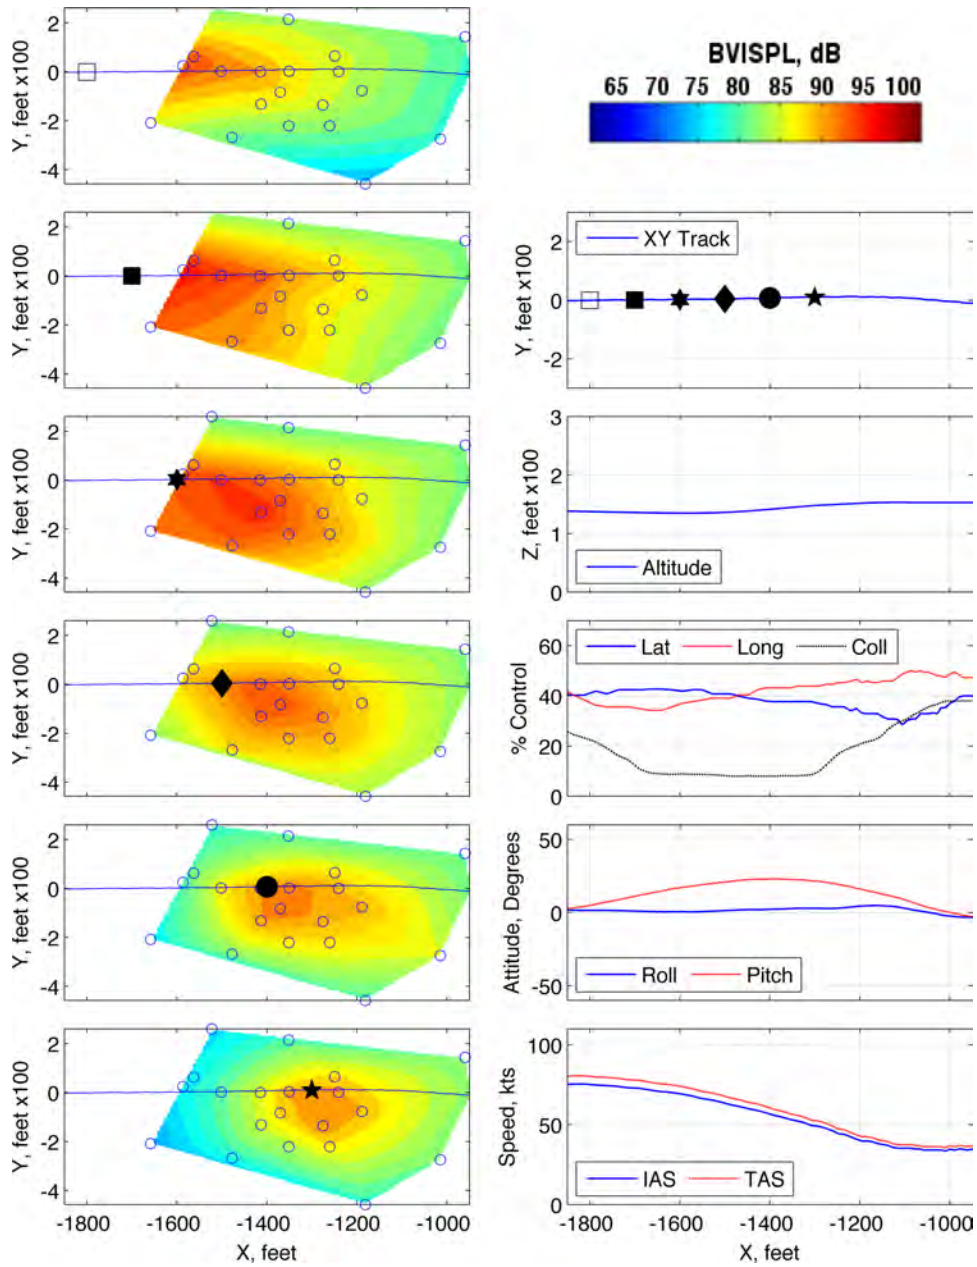 2
0
-2
-4
Y, feet x100
BVISPL, dB
65 70 75 80 85 90 95 100
2
0
-2
-4
Y, feet x100
XY Track
2
0
-2
Y, feet x100
2
0
-2
-4
Y, feet x100
3
2
1
0
Z, feet x100
Altitude
2
0
-2
-4
Y, feet x100
60
40
20
0
% Control
Lat Long Coll
2
0
-2
-4
Y, feet x100
50
0
-50
Attitude, Degrees
Roll Pitch
2
0
-2
-4
Y, feet x100
-1800 -1600 -1400 -1200 -1000
X, feet
100
50
0
Speed, kts
IAS TAS
-1800 -1600 -1400 -1200 -1000
X, feet